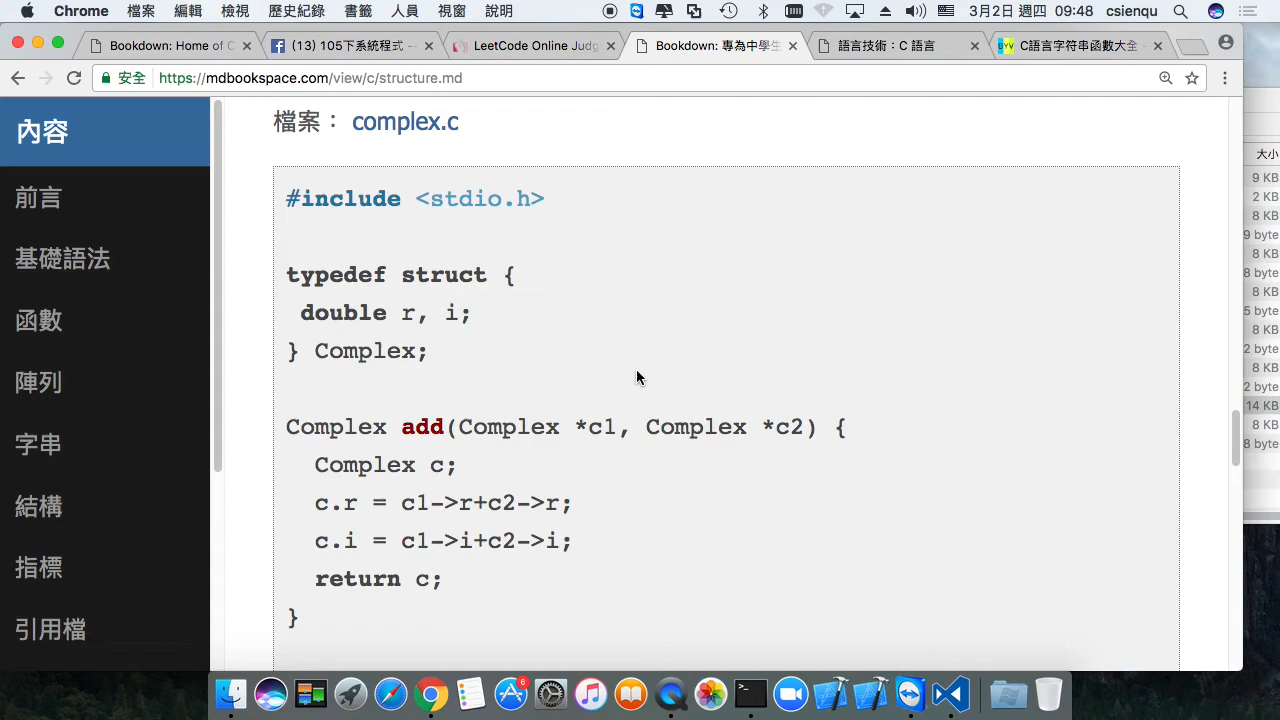 Chrome 檔案 編輯 檢視 歷史紀錄 書籤 人員 視窗 說明 3月2日 週四 09:48 csienqu
Bookdown: Home of C
(13) 105下系統程式 -
LeetCode Online Judg
Bookdown: 專為中學生
語言技術：C 語言
BYV C語言字符串函數大全 -
安全 https://mdbookspace.com/view/c/structure.md
內容
前言
基礎語法
函數
陣列
字串
結構
指標
引用檔
檔案： complex.c
#include <stdio.h>
typedef struct {
double r, i;
} Complex;
Complex add(Complex *c1, Complex *c2) {
Complex c;
c.r = c1->r+c2->r;
c.i = c1->i+c2->i;
return c;
}
大小
9 KB
2 KB
8 KB
9 byte
8 KB
8 byte
8 KB
5 byte
8 KB
2 byte
8 KB
2 byte
14 KB
8 KB
8 byte
6